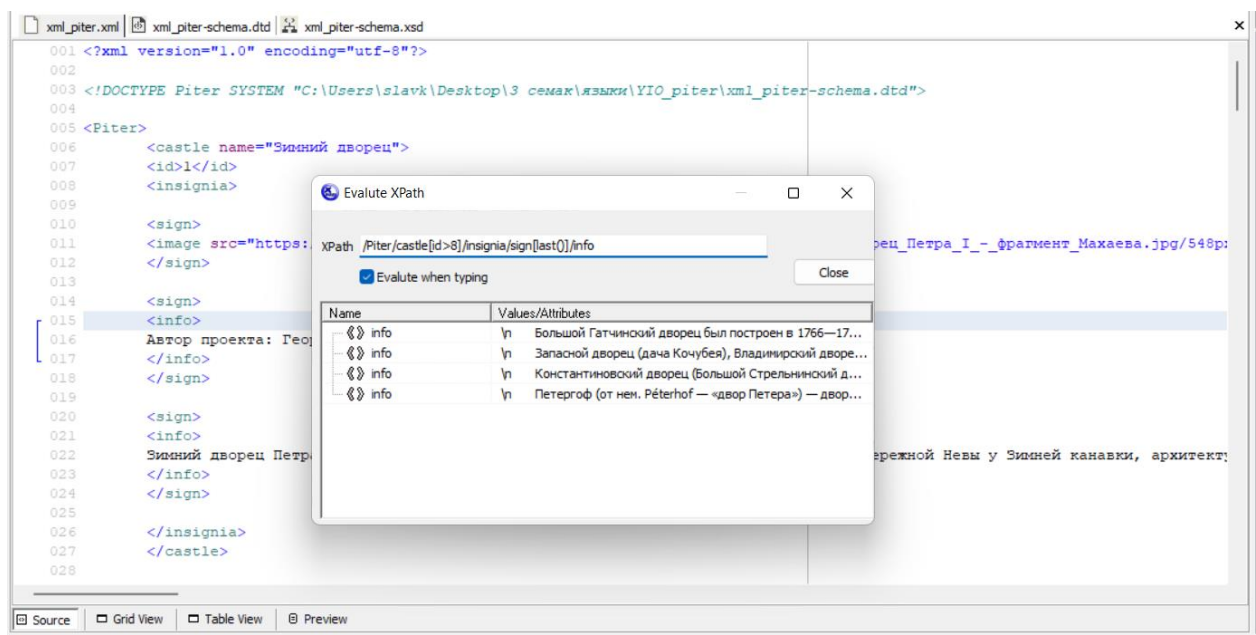 xml_piter.xml xml_piter-schema.dtd xml_piter-schema.xsd
001 <?xml version="1.0" encoding="utf-8"?>
002
003 <!DOCTYPE Piter SYSTEM "C:\Users\slavk\Desktop\3 семак\языки\YIO_piter\xml_piter-schema.dtd">
004
005 <Piter>
006 <castle name="Зимний дворец">
007 <id>1</id>
008 <insignia>
009
010 <sign>
011 <image src="https: Петра_I_-_фрагмент_Махаева.jpg/548p
012 </sign>
013
014 <sign>
015 <info>
016 Автор проекта:
017 </info>
018 </sign>
019
020 <sign>
021 <info>
022 Зимний дворец Невы у Зимней канавки,
023 </info>
024 </sign>
025
026 </insignia>
027 </castle>
028
Evalute XPath
XPath /Piter/castle[id>8]/insignia/sign[last()]/info
Evalute when typing
Close
Name Values/Attributes
info \n Большой Гатчинский дворец был построен в 1766—17...
info \n Запасной дворец (дача Кочубея), Владимирский дворе...
info \n Константиновский дворец (Большой Стрельнинский д...
info \n Петергоф (от нем. Péterhof — «двор Петера») — двор...
Source Grid View Table View Preview